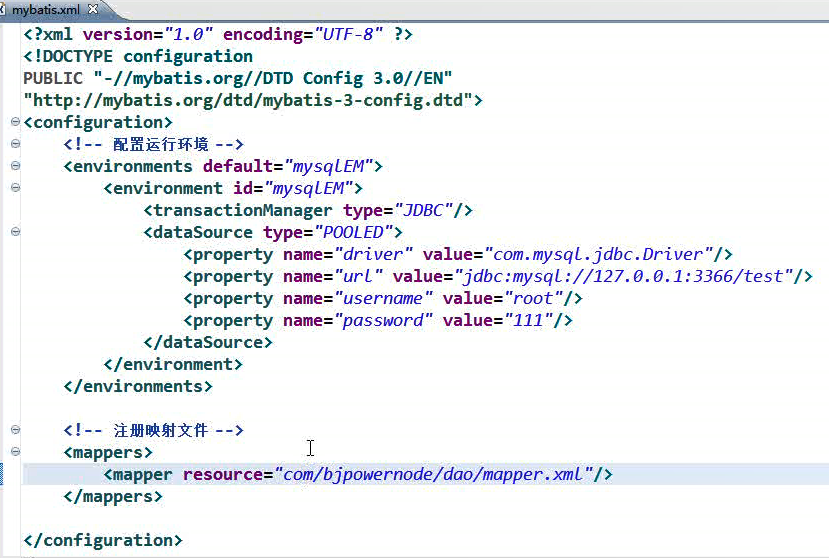 mybatis.xml
<?xml version="1.0" encoding="UTF-8" ?>
<!DOCTYPE configuration
PUBLIC "-//mybatis.org//DTD Config 3.0//EN"
"http://mybatis.org/dtd/mybatis-3-config.dtd">
<configuration>
    <!-- 配置运行环境 -->
    <environments default="mysqlEM">
        <environment id="mysqlEM">
            <transactionManager type="JDBC"/>
            <dataSource type="POOLED">
                <property name="driver" value="com.mysql.jdbc.Driver"/>
                <property name="url" value="jdbc:mysql://127.0.0.1:3366/test"/>
                <property name="username" value="root"/>
                <property name="password" value="111"/>
            </dataSource>
        </environment>
    </environments>
    <!-- 注册映射文件 -->
    <mappers>
        <mapper resource="com/bjpowernode/dao/mapper.xml"/>
    </mappers>
</configuration>